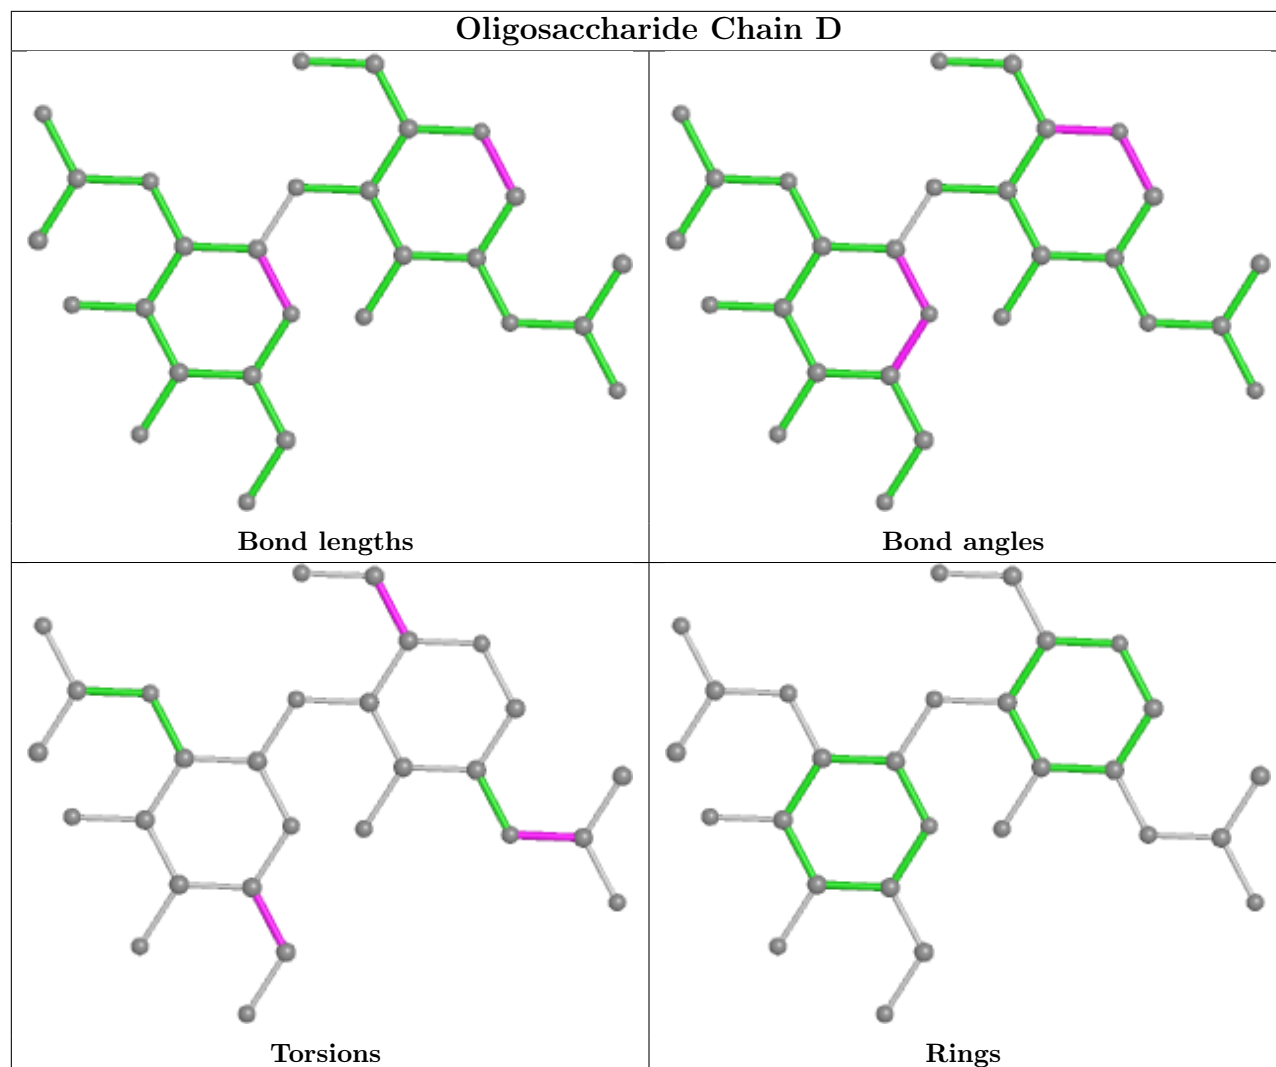 Oligosaccharide Chain D
Bond lengths
Bond angles
Torsions
Rings